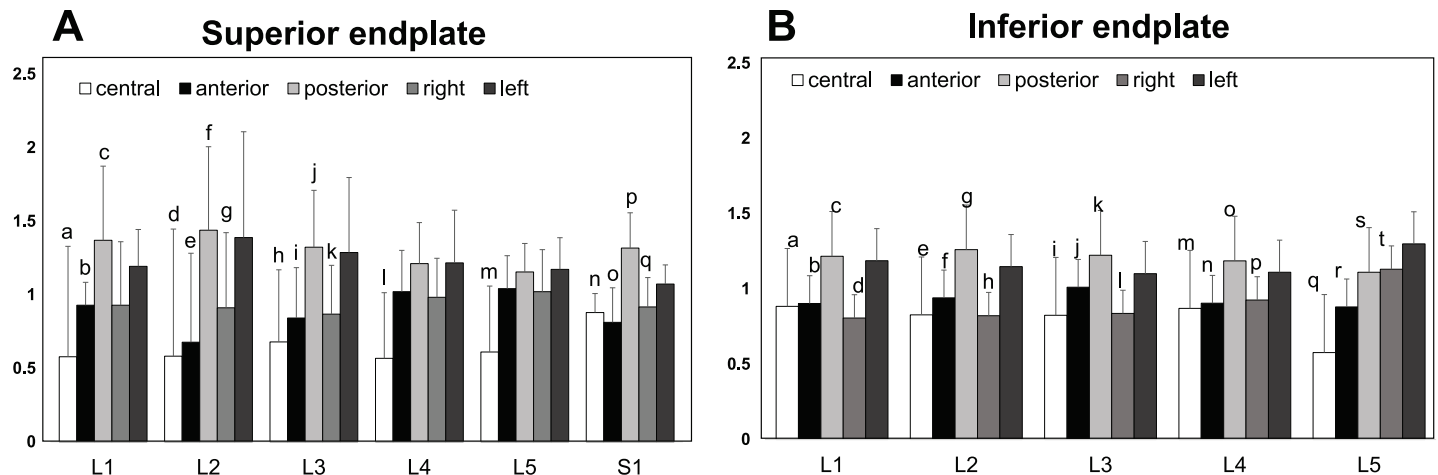 A
Superior endplate
2.5
2
1.5
1
0.5
0
central anterior posterior right left
a b c
d e f g
h i j k
l
m
n o p q
L1 L2 L3 L4 L5 S1
B
Inferior endplate
2.5
2
1.5
1
0.5
0
central anterior posterior right left
a b c d
e f g h
i j k l
m n o p
q r s t
L1 L2 L3 L4 L5